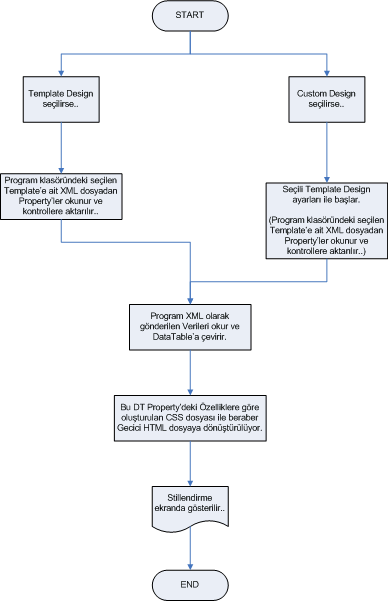 START
Template Design
seçilirse..
Custom Design
seçilirse..
Program klasöründeki seçilen
Template'e ait XML dosyadan
Property'ler okunur ve
kontrollere aktarılır..
Seçili Template Design
ayarları ile başlar.
(Program klasöründeki seçilen
Template'e ait XML dosyadan
Property'ler okunur ve
kontrollere aktarılır..)
Program XML olarak
gönderilen Verileri okur ve
DataTable'a çevirir.
Bu DT Property'deki Özelliklere göre
oluşturulan CSS dosyası ile beraber
Gecici HTML dosyaya dönüştürülüyor.
Stillendirme
ekranda gösterilir..
END